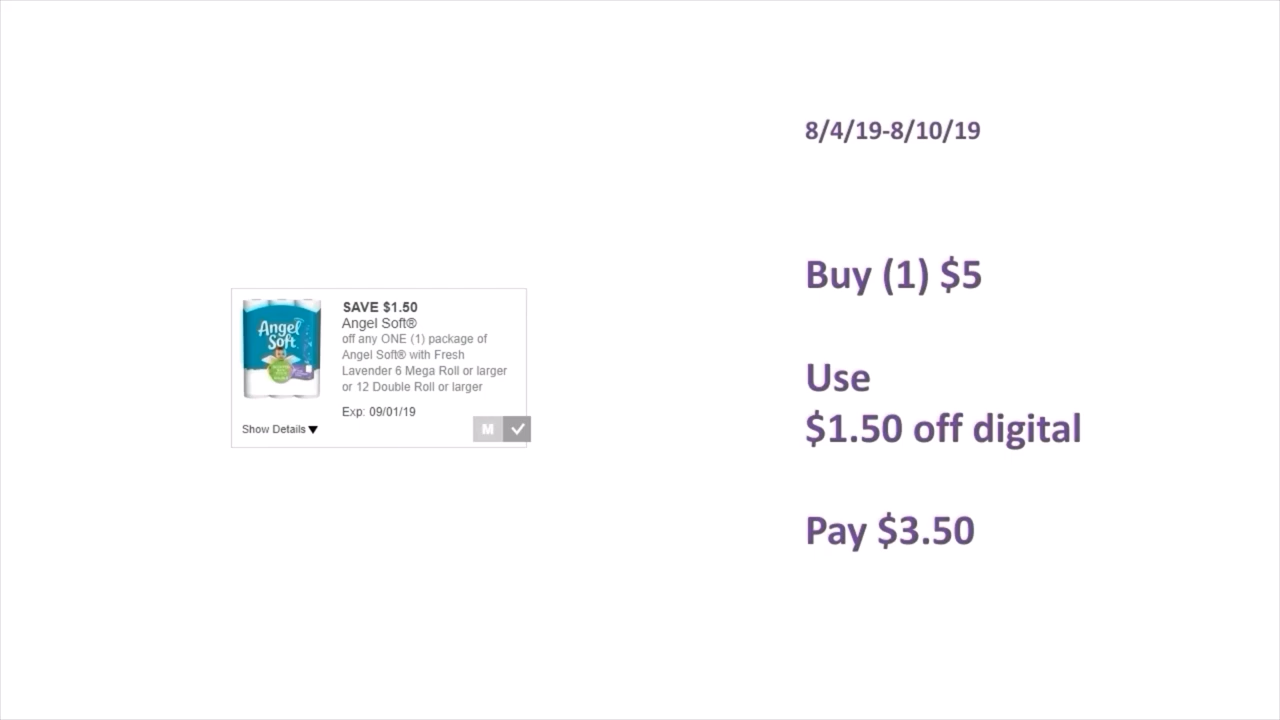 8/4/19-8/10/19
Buy (1) $5
Use
$1.50 off digital
Pay $3.50
SAVE $1.50
Angel Soft®
off any ONE (1) package of
Angel Soft® with Fresh
Lavender 6 Mega Roll or larger
or 12 Double Roll or larger
Exp: 09/01/19
Show Details
M
Angel
Soft